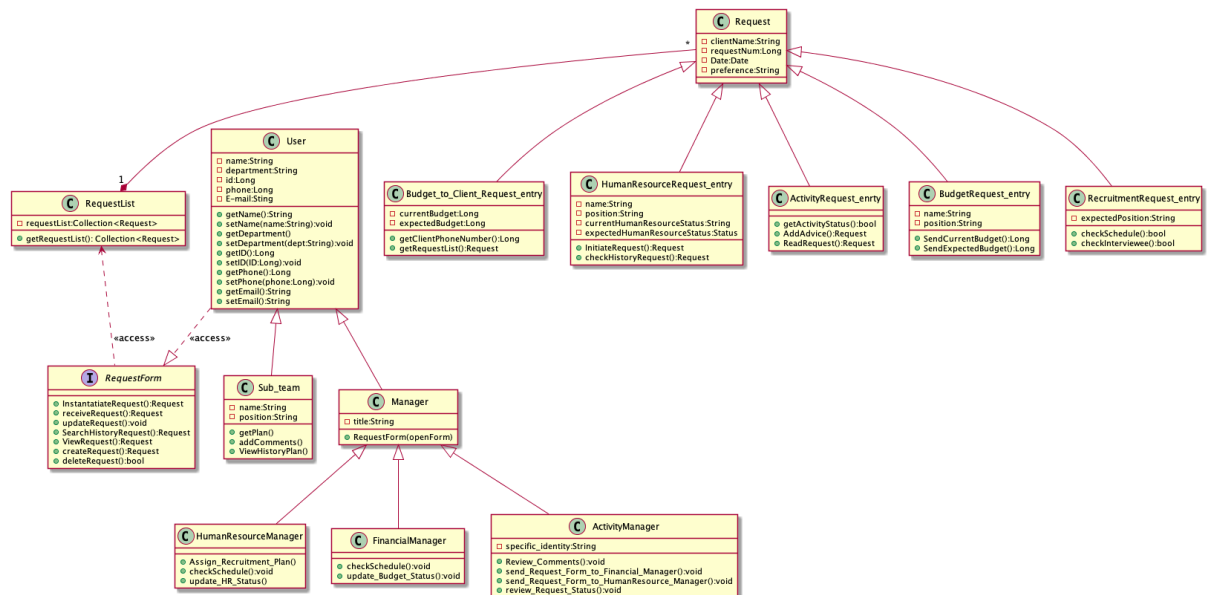 C Request
clientName:String
requestNum:Long
Date:Date
preference:String
*
1
C RequestList
requestList:Collection<Request>
getRequestList(): Collection<Request>
C User
name:String
department:String
id:Long
phone:Long
E-mail:Sting
getName():String
setName(name:String):void
getDepartment()
setDepartment(dept:String):void
getID():Long
setID(ID:Long):void
getPhone():Long
setPhone(phone:Long):void
getEmail():String
setEmail():String
C Budget_to_Client_Request_entry
currentBudget:Long
expectedBudget:Long
getClientPhoneNumber():Long
getRequestList():Request
C HumanResourceRequest_entry
name:String
position:String
currentHumanResourceStatus:String
expectedHumanResourceStatus:Status
InitiateRequest():Request
checkHistoryRequest():Request
C ActivityRequest_enrty
getActivityStatus():bool
AddAdvice():Request
ReadRequest():Request
C BudgetRequest_entry
name:String
position:String
SendCurrentBudget():Long
SendExpectedBudget():Long
C RecruitmentRequest_entry
expectedPosition:String
checkSchedule():bool
checkInterviewee():bool
«access»
«access»
I RequestForm
InstantatiateRequest():Request
receiveRequest():Request
updateRequest():void
SearchHistoryRequest():Request
ViewRequest():Request
createRequest():Request
deleteRequest():bool
C Sub_team
name:String
position:String
getPlan()
addComments()
ViewHistoryPlan()
C Manager
title:String
RequestForm(openForm)
C HumanResourceManager
Assign_Recruitment_Plan()
checkSchedule():void
update_HR_Status()
C FinancialManager
checkSchedule():void
update_Budget_Status():void
C ActivityManager
specific_identity:String
Review_Comments():void
send_Request_Form_to_Financial_Manager():void
send_Request_Form_to_HumanResource_Manager():void
review_Request_Status():void